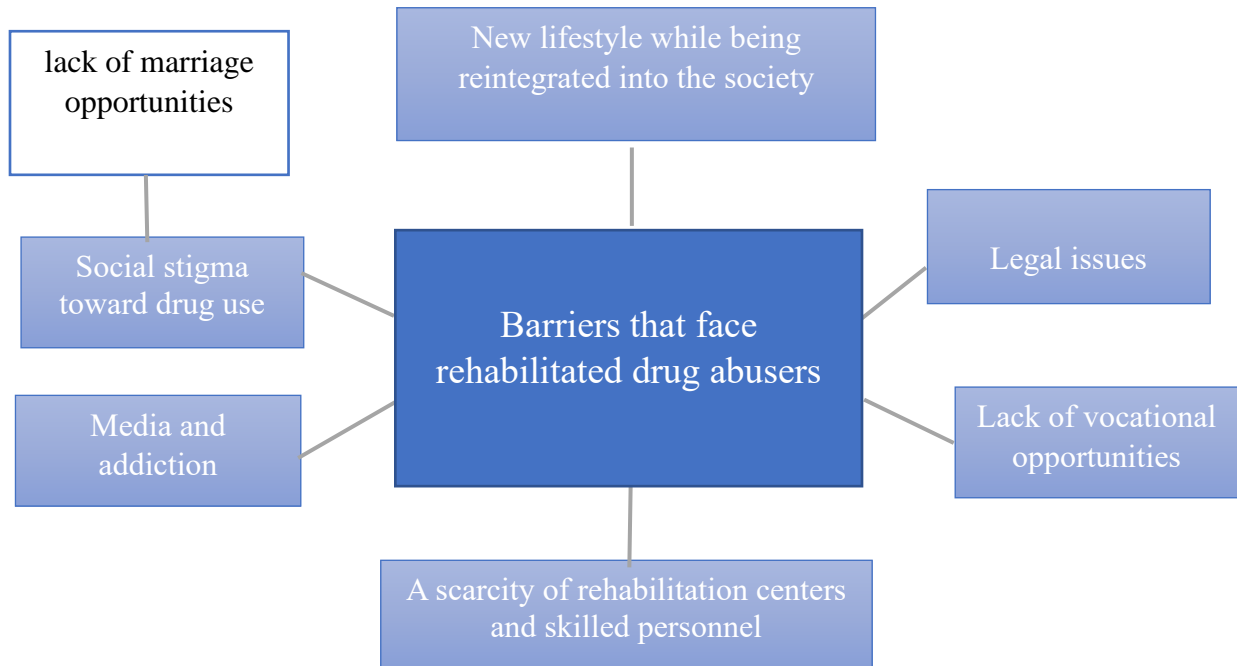 lack of marriage
opportunities
New lifestyle while being
reintegrated into the society
Social stigma
toward drug use
Legal issues
Barriers that face
rehabilitated drug abusers
Media and
addiction
Lack of vocational
opportunities
A scarcity of rehabilitation centers
and skilled personnel